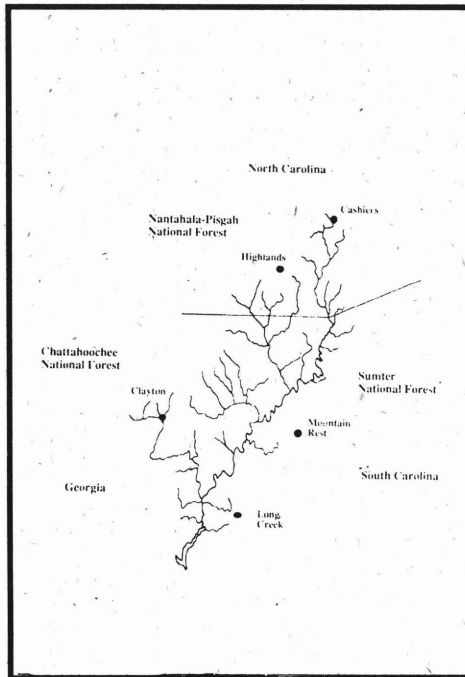 North Carolina
Cashiers
Nantahala-Pisgah
National Forest
Highlands
Chattahoochee
National Forest
Clayton
Sumter
National Forest
Mountain
Rest
South Carolina
Georgia
Long
Creek